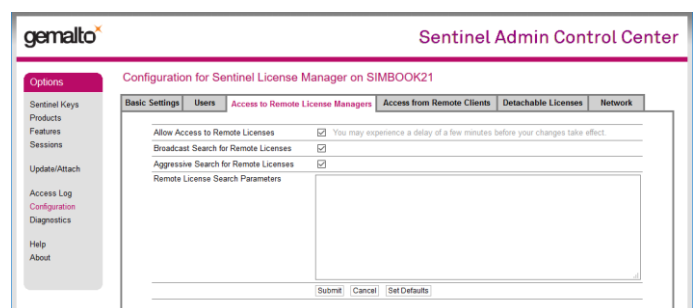 gemalto
Sentinel Admin Control Center
Options
Sentinel Keys
Products
Features
Sessions
Update/Attach
Access Log
Configuration
Diagnostics
Help
About
Configuration for Sentinel License Manager on SIMBOOK21
Basic Settings Users Access to Remote License Managers Access from Remote Clients Detachable Licenses Network
Allow Access to Remote Licenses You may experience a delay of a few minutes before your changes take effect.
Broadcast Search for Remote Licenses
Aggressive Search for Remote Licenses
Remote License Search Parameters
Submit Cancel Set Defaults